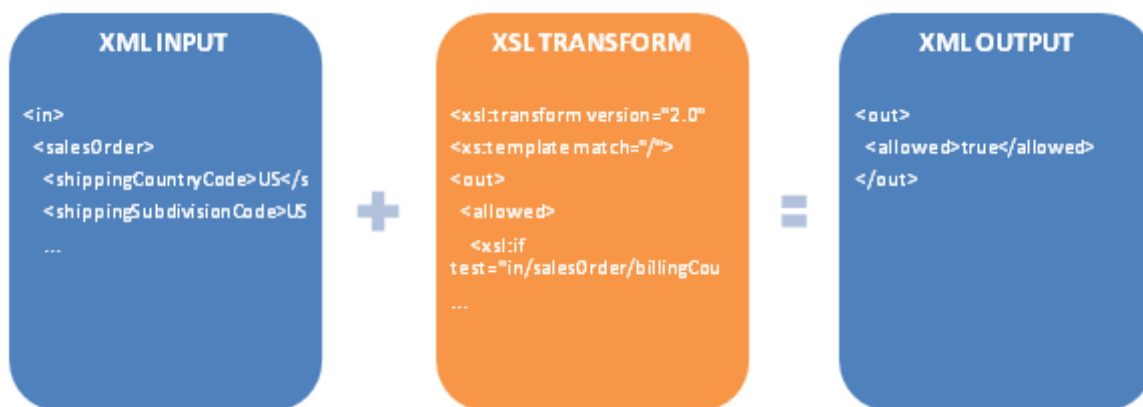 XML INPUT
<in>
<salesOrder>
<shippingCountryCode>US</s
<shippingSubdivisionCode>US
...
+
XSL TRANSFORM
<xsl:transform version="2.0"
<xs:template match="/">
<out>
<allowed>
<xsl:if
test="in/salesOrder/billingCou
...
=
XML OUTPUT
<out>
<allowed>true</allowed>
</out>